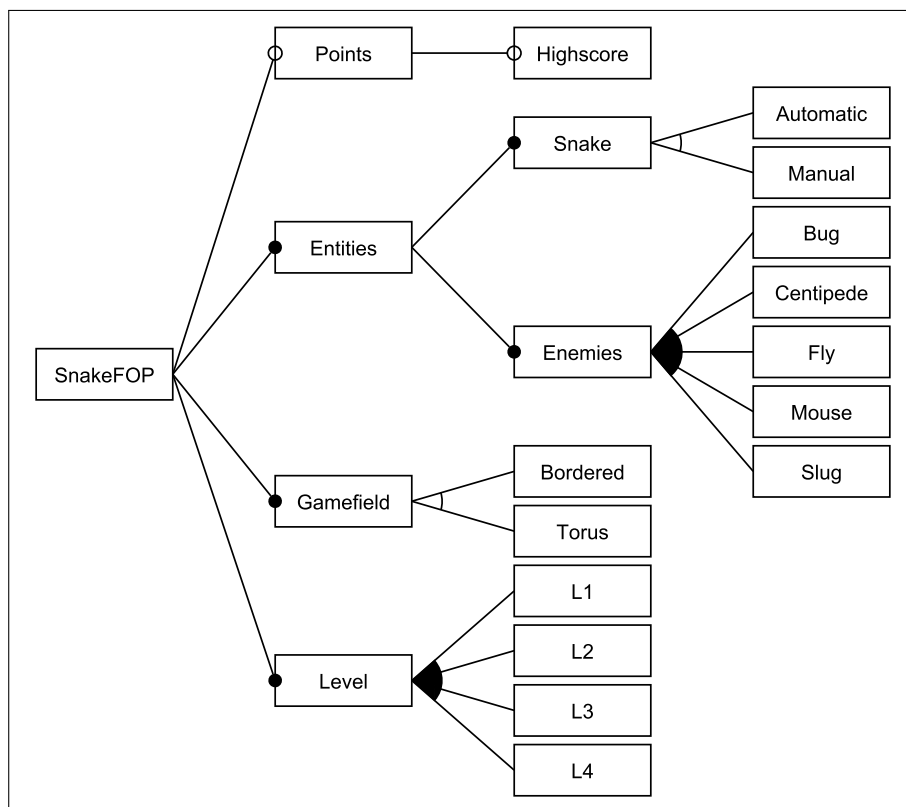 Points
Highscore
Automatic
Snake
Manual
Bug
Entities
Centipede
Enemies
Fly
SnakeFOP
Mouse
Bordered
Slug
Gamefield
Torus
L1
L2
Level
L3
L4